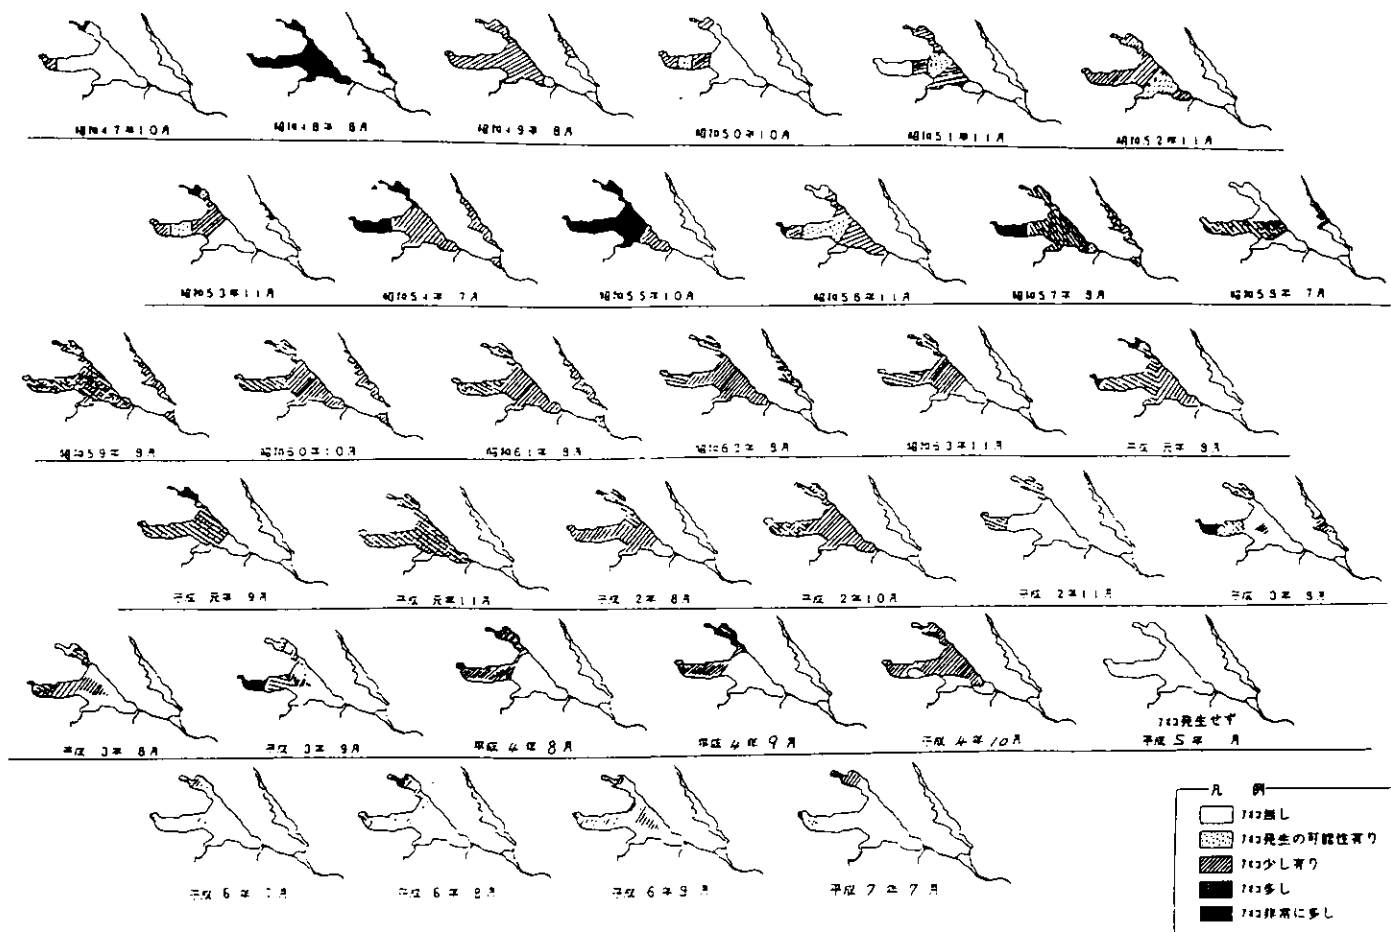 昭和47年10月
昭和48年 8月
昭和49年 8月
昭和50年10月
昭和51年11月
昭和52年11月
昭和53年11月
昭和54年 7月
昭和55年10月
昭和56年11月
昭和57年 9月
昭和58年 7月
昭和59年 9月
昭和60年10月
昭和61年 8月
昭和62年 9月
昭和63年11月
平成 元年 8月
平成 元年 9月
平成 元年11月
平成 2年 8月
平成 2年10月
平成 2年11月
平成 3年
平成 3年 8月
平成 3年 9月
平成 4年 8月
平成 4年 9月
平成 4年10月
アオコ発生せず
平成 5年 月
平成 6年 7月
平成 6年 8月
平成 6年 9月
平成 7年 7月
凡 例
アオコ無し
アオコ発生の可能性有り
アオコ少し有り
アオコ多し
アオコ非常に多し